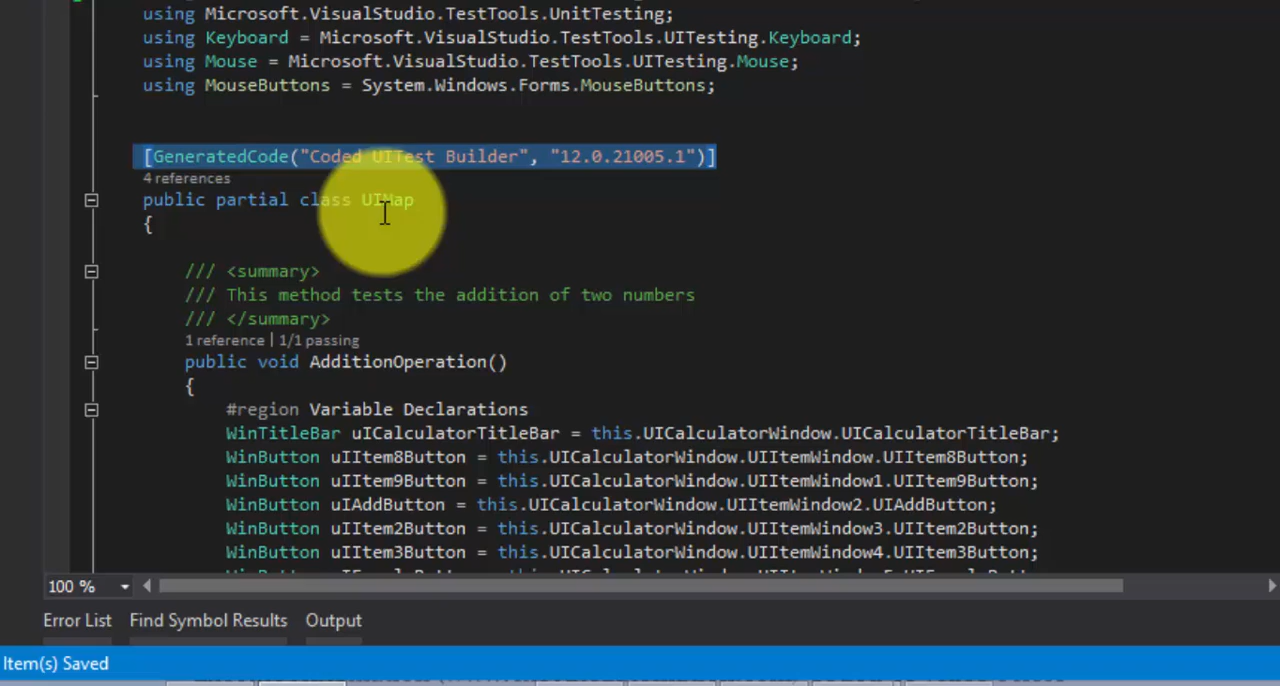 using Microsoft.VisualStudio.TestTools.UnitTesting;
using Keyboard = Microsoft.VisualStudio.TestTools.UITesting.Keyboard;
using Mouse = Microsoft.VisualStudio.TestTools.UITesting.Mouse;
using MouseButtons = System.Windows.Forms.MouseButtons;
[GeneratedCode("Coded UITest Builder", "12.0.21005.1")]
4 references
public partial class UIMap
{
/// <summary>
/// This method tests the addition of two numbers
/// </summary>
1 reference | 1/1 passing
public void AdditionOperation()
{
#region Variable Declarations
WinTitleBar uICalculatorTitleBar = this.UICalculatorWindow.UICalculatorTitleBar;
WinButton uIItem8Button = this.UICalculatorWindow.UIItemWindow.UIItem8Button;
WinButton uIItem9Button = this.UICalculatorWindow.UIItemWindow1.UIItem9Button;
WinButton uIAddButton = this.UICalculatorWindow.UIItemWindow2.UIAddButton;
WinButton uIItem2Button = this.UICalculatorWindow.UIItemWindow3.UIItem2Button;
WinButton uIItem3Button = this.UICalculatorWindow.UIItemWindow4.UIItem3Button;
100 %
Error List Find Symbol Results Output
Item(s) Saved